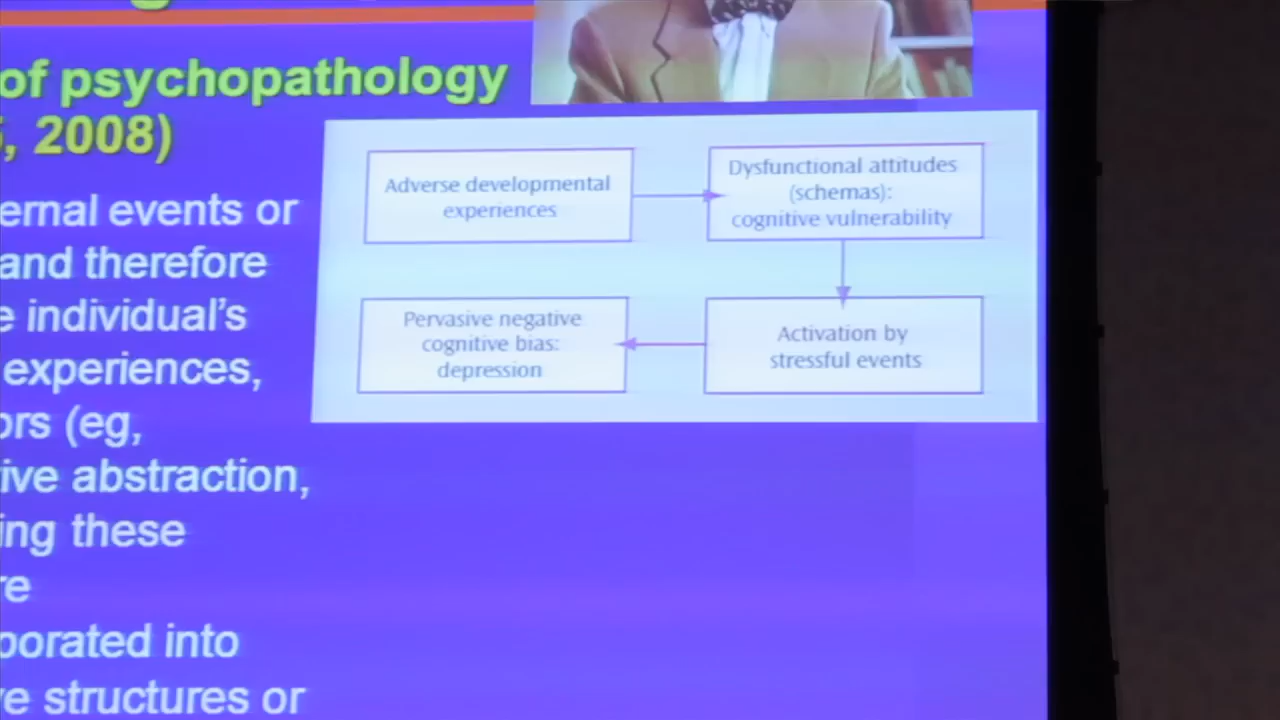 of psychopathology
, 2008)
ernal events or
and therefore
e individual's
experiences,
ors (eg,
ive abstraction,
ing these
re
porated into
ve structures or
Adverse developmental
experiences
Dysfunctional attitudes
(schemas):
cognitive vulnerability
Activation by
stressful events
Pervasive negative
cognitive bias:
depression